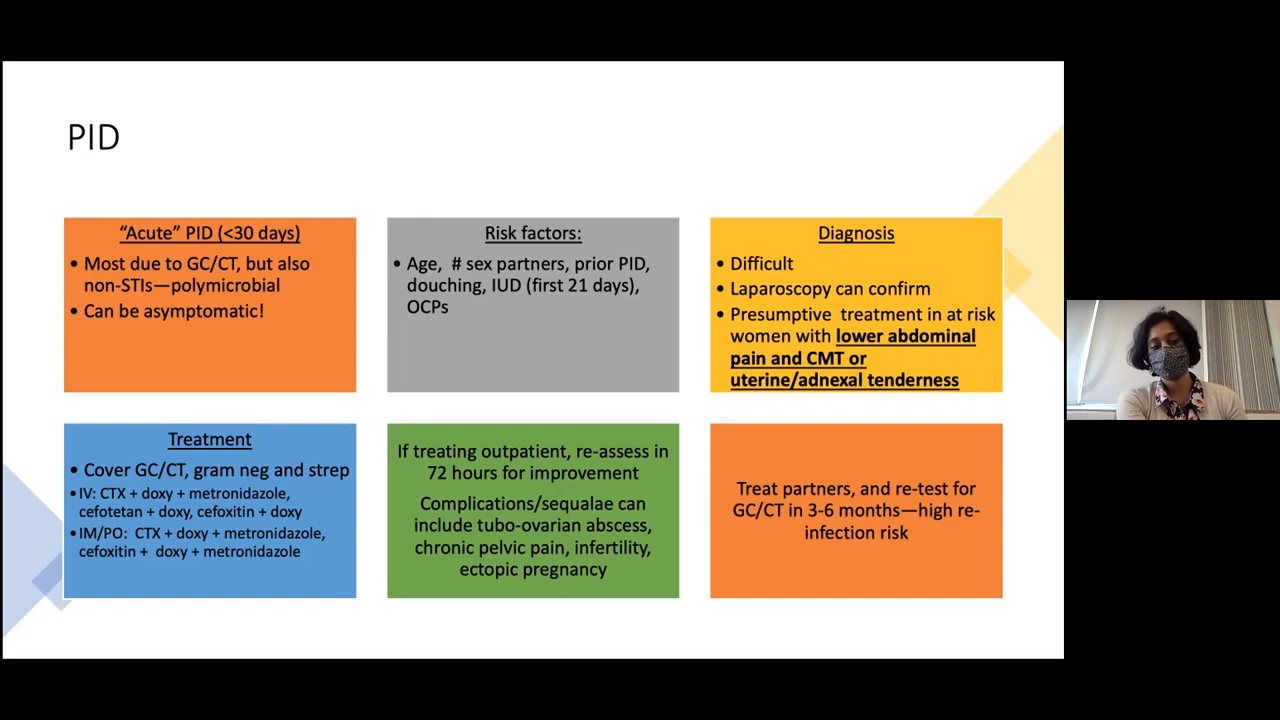 PID
“Acute” PID (<30 days)
• Most due to GC/CT, but also
non-STIs—polymicrobial
• Can be asymptomatic!
Risk factors:
• Age, # sex partners, prior PID,
douching, IUD (first 21 days),
OCPs
Diagnosis
• Difficult
• Laparoscopy can confirm
• Presumptive treatment in at risk
women with lower abdominal
pain and CMT or
uterine/adnexal tenderness
Treatment
• Cover GC/CT, gram neg and strep
• IV: CTX + doxy + metronidazole,
cefotetan + doxy, cefoxitin + doxy
• IM/PO: CTX + doxy + metronidazole,
cefoxitin + doxy + metronidazole
If treating outpatient, re-assess in
72 hours for improvement
Complications/sequalae can
include tubo-ovarian abscess,
chronic pelvic pain, infertility,
ectopic pregnancy
Treat partners, and re-test for
GC/CT in 3-6 months—high re-
infection risk